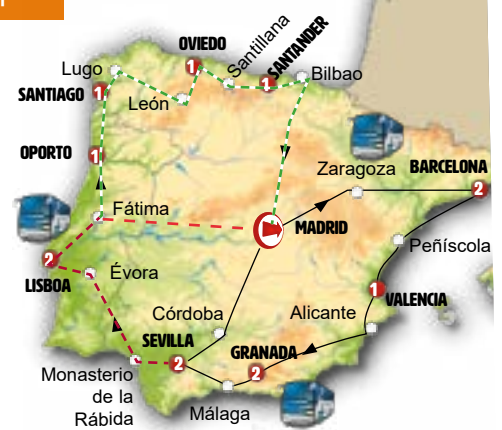 OVIEDO
Santillana
SANTANDER
Lugo
Bilbao
SANTIAGO
1
1
1
León
OPORTO
1
Zaragoza
BARCELONA
2
Fátima
MADRID
Peñíscola
2
LISBOA
Évora
1
VALENCIA
Córdoba
Alicante
SEVILLA
2
GRANADA
2
Monasterio
de la
Rábida
Málaga